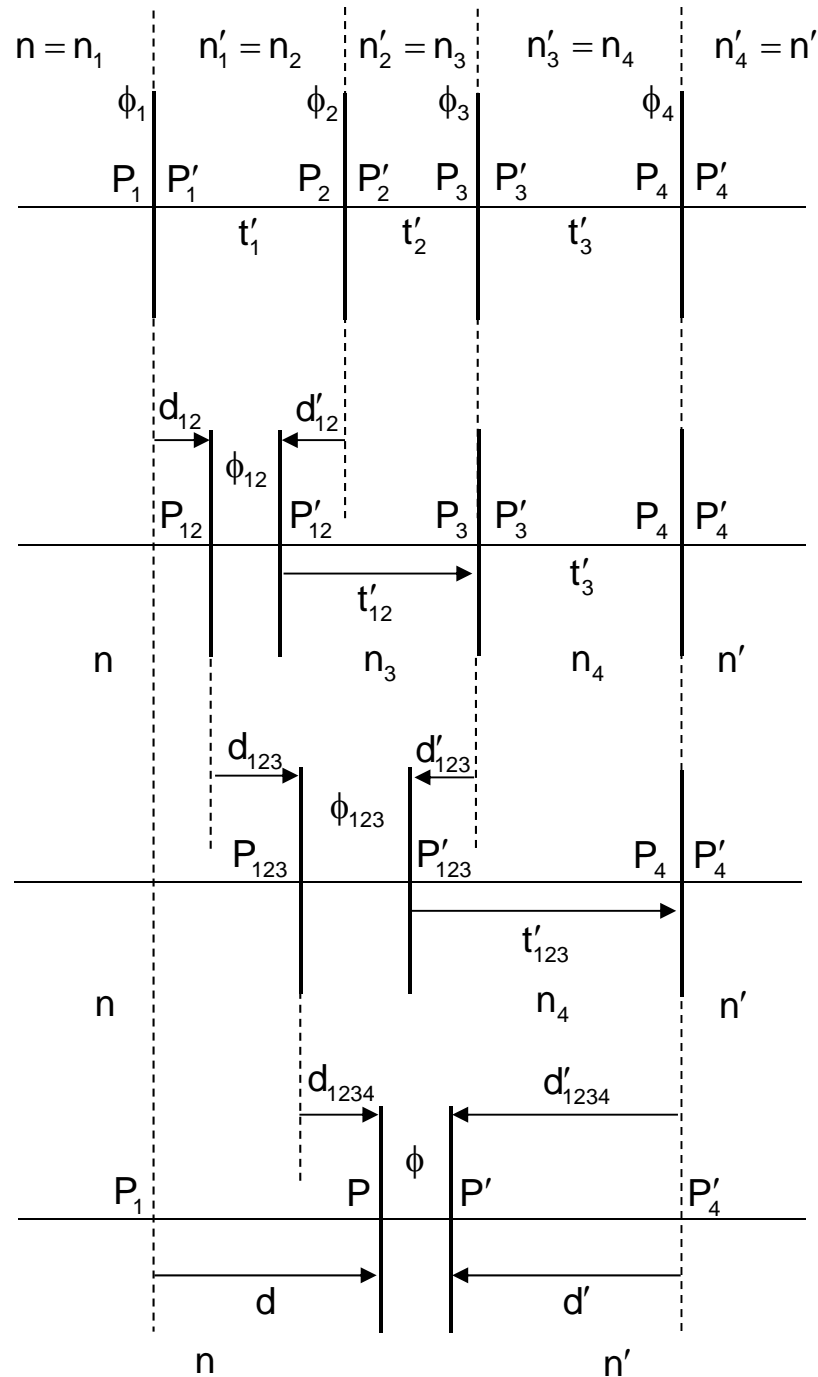 n = n₁ n′₁ = n₂ n′₂ = n₃ n′₃ = n₄ n′₄ = n′
ϕ₁ ϕ₂ ϕ₃ ϕ₄
P₁ P′₁ P₂ P′₂ P₃ P′₃ P₄ P′₄
t′₁ t′₂ t′₃
d₁₂ d′₁₂
ϕ₁₂
P₁₂ P′₁₂ P₃ P′₃ P₄ P′₄
t′₁₂ t′₃
n n₃ n₄ n′
d₁₂₃ d′₁₂₃
ϕ₁₂₃
P₁₂₃ P′₁₂₃ P₄ P′₄
t′₁₂₃
n n₄ n′
d₁₂₃₄ d′₁₂₃₄
ϕ
P₁ P P′ P′₄
d d′
n n′